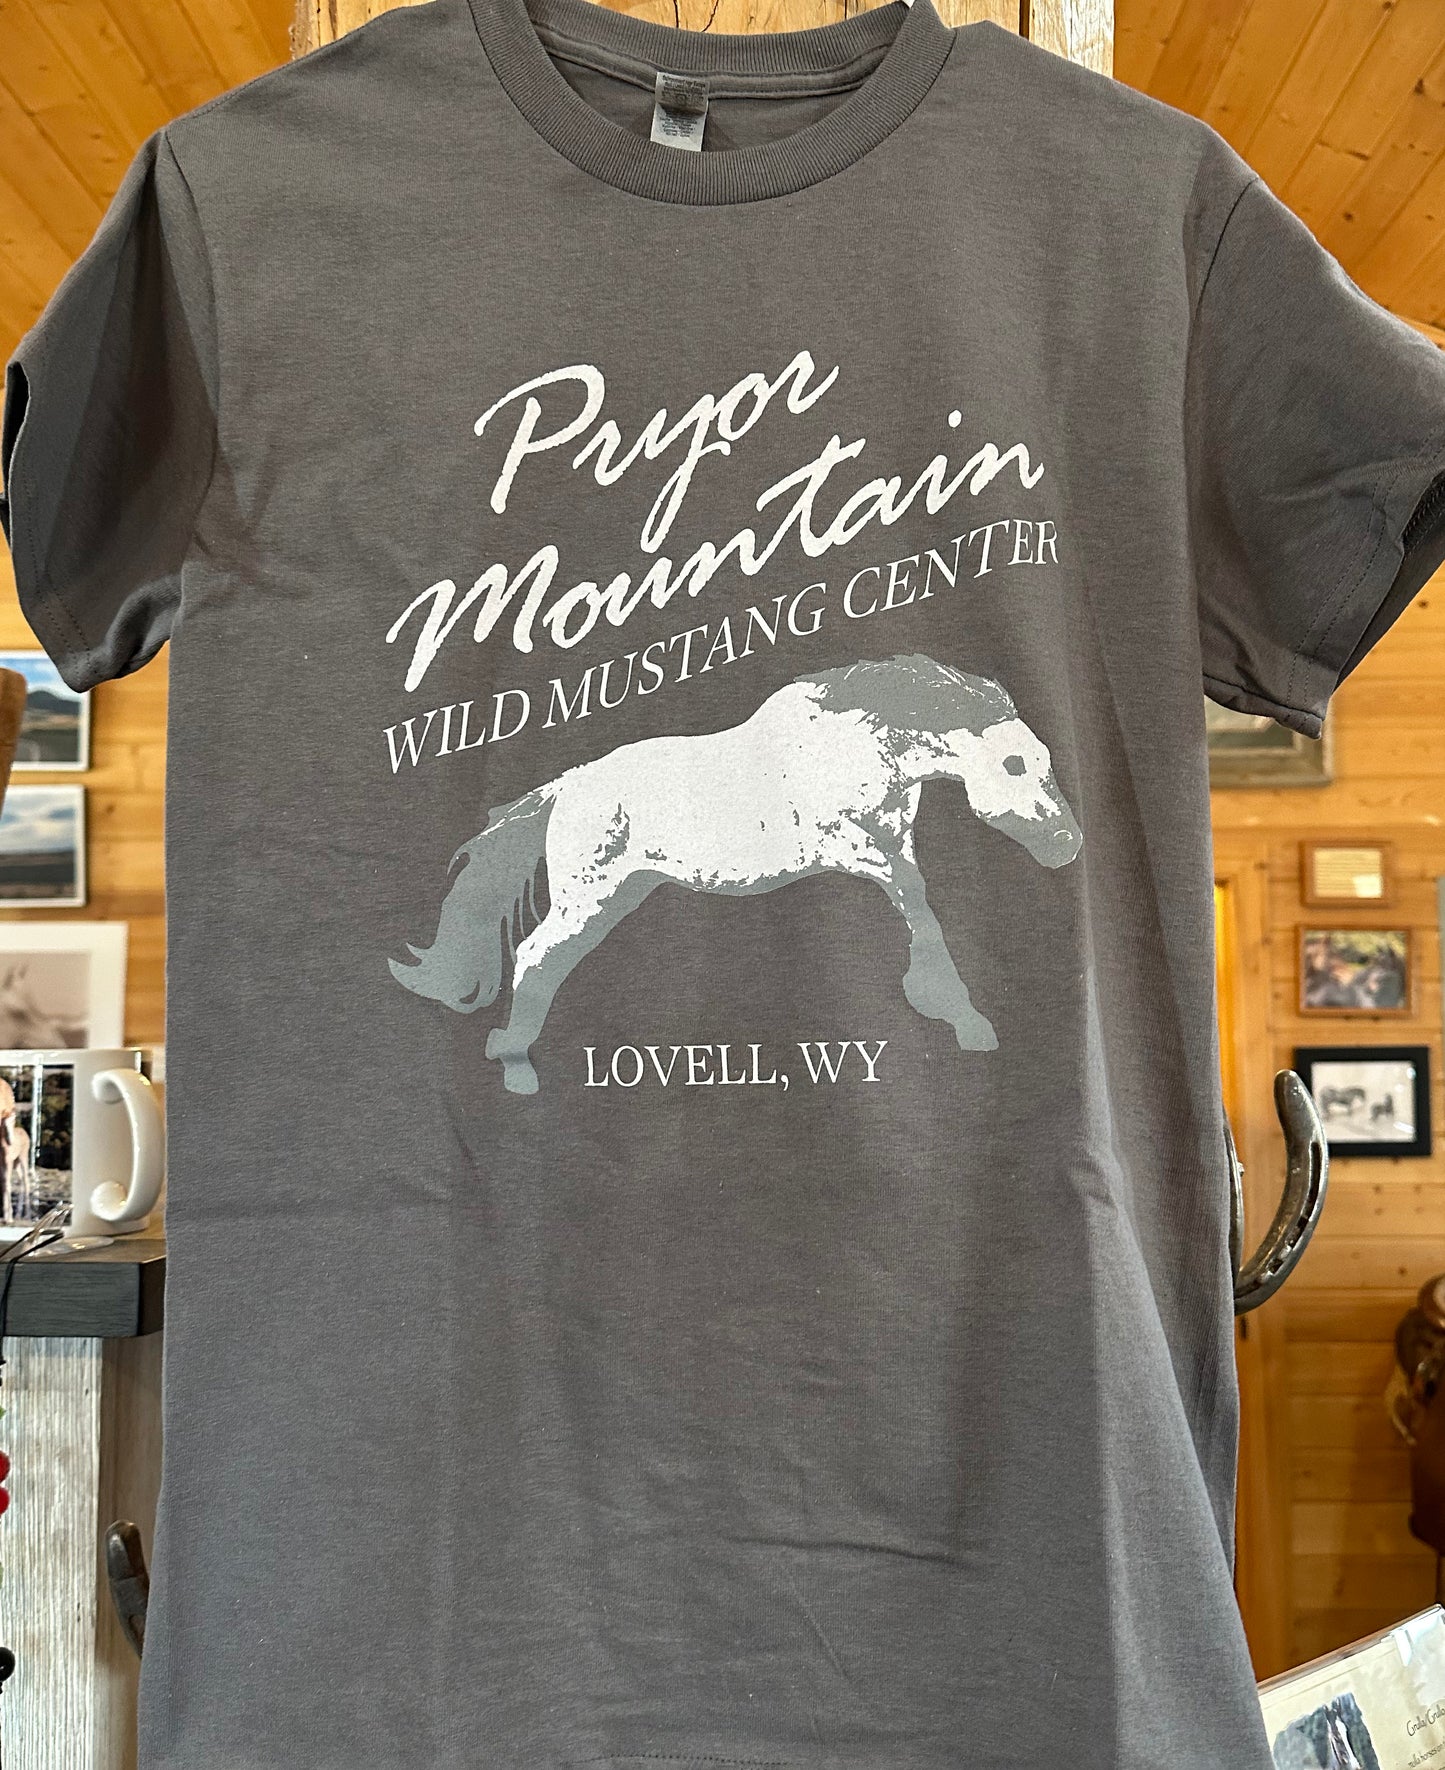 Pryor
Mountain
WILD MUSTANG CENTER
LOVELL, WY